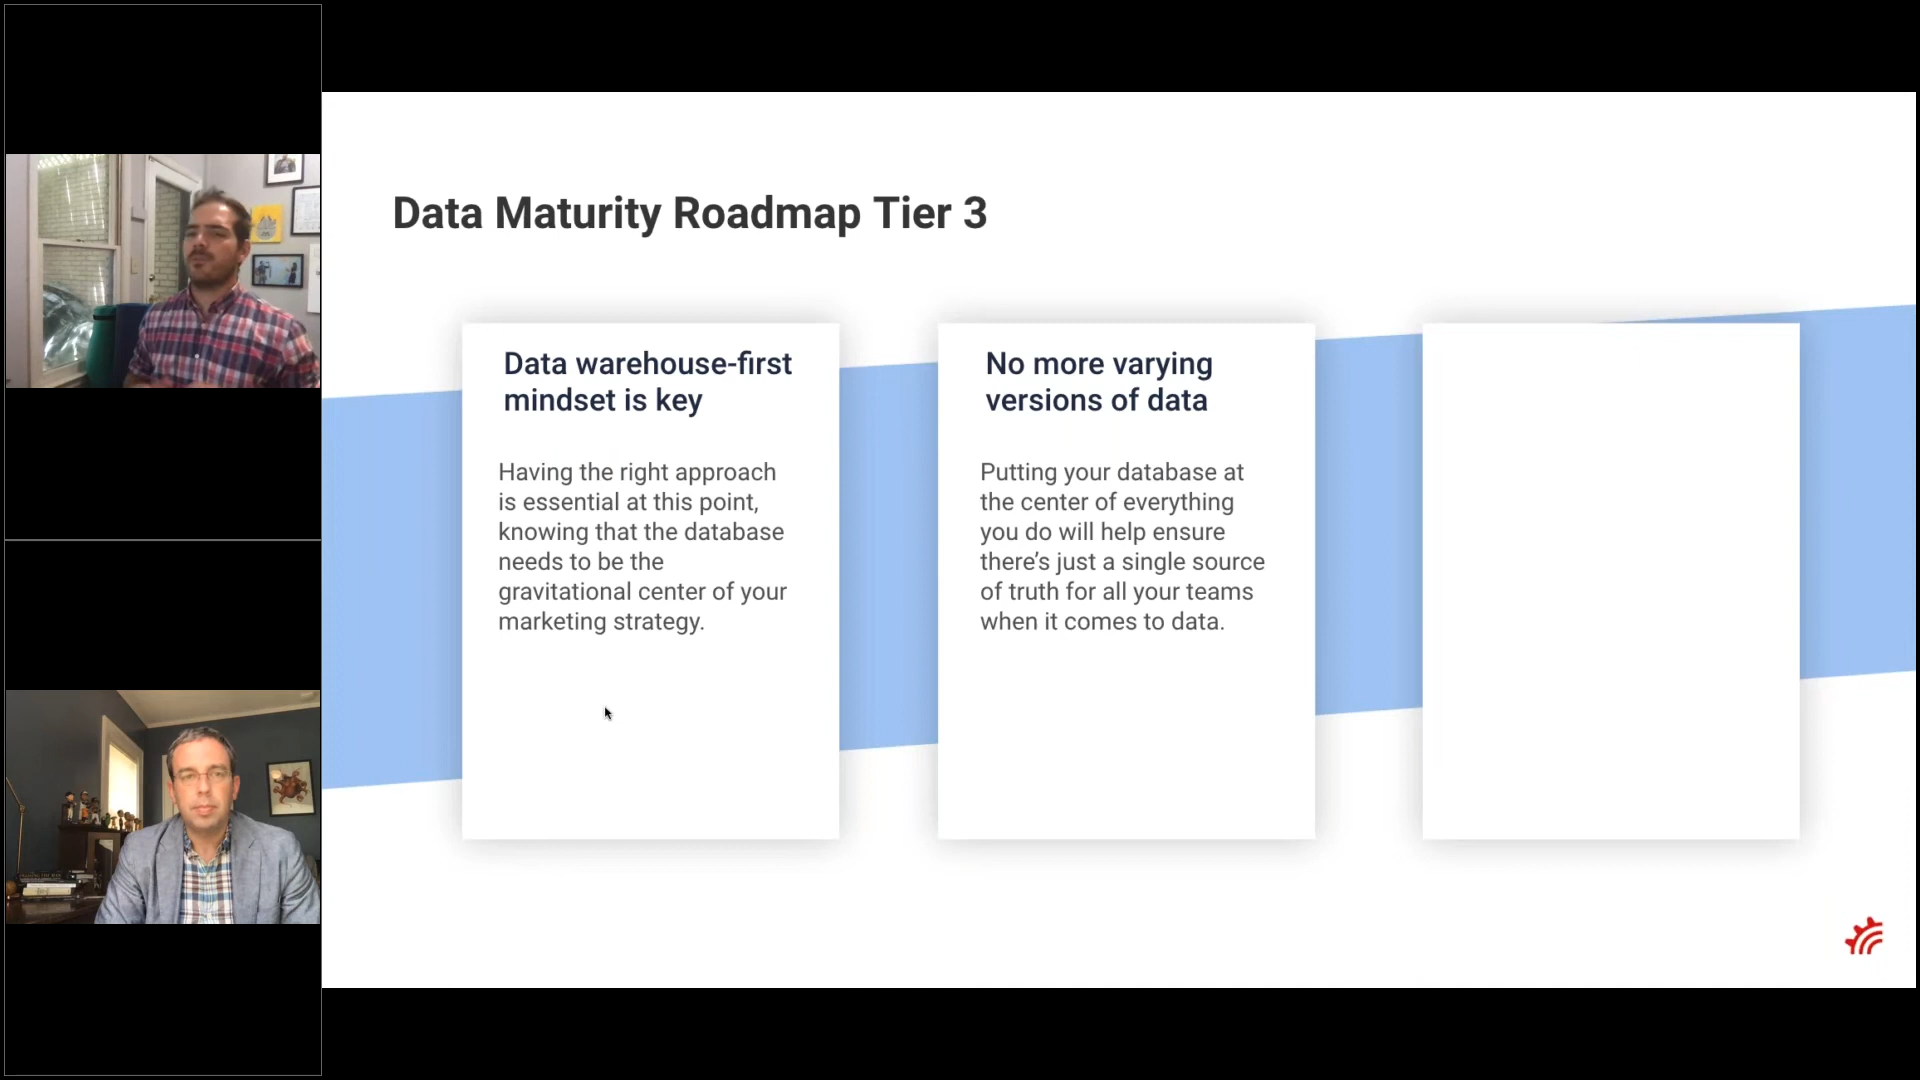 Data Maturity Roadmap Tier 3
Data warehouse-first
mindset is key
Having the right approach
is essential at this point,
knowing that the database
needs to be the
gravitational center of your
marketing strategy.
No more varying
versions of data
Putting your database at
the center of everything
you do will help ensure
there’s just a single source
of truth for all your teams
when it comes to data.